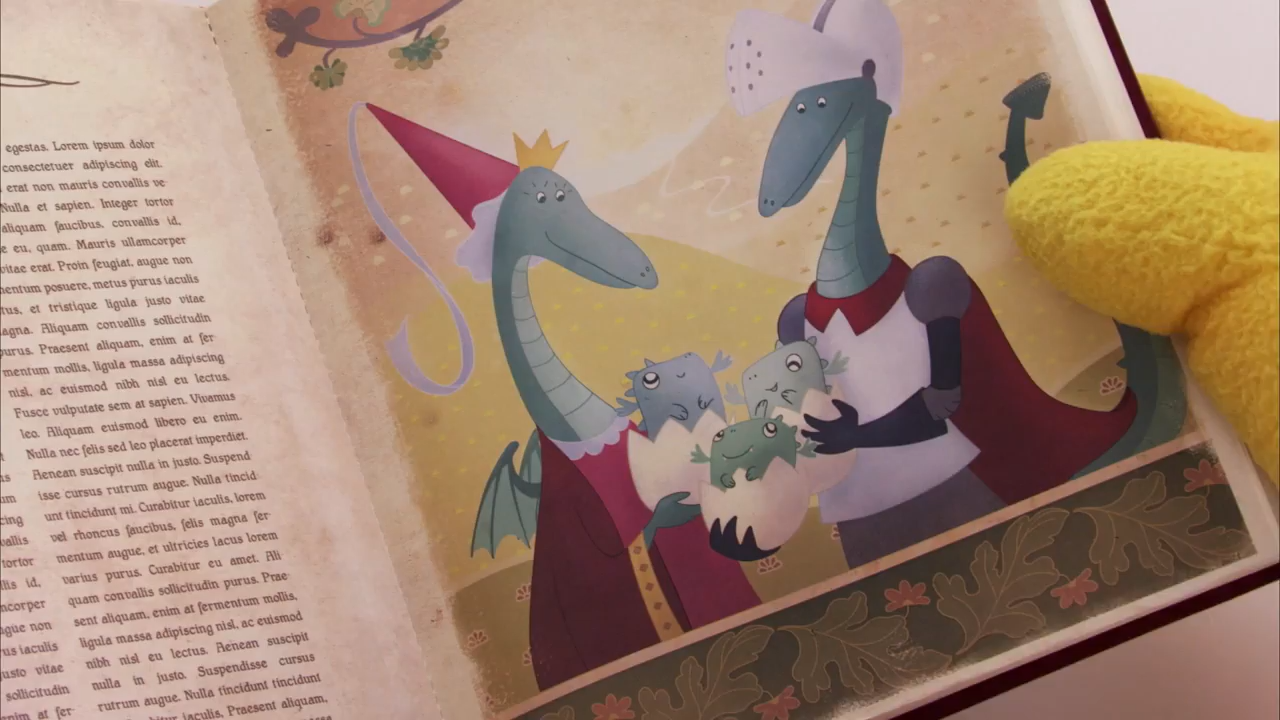 egestas. Lorem ipsum dolor
consectetuer adipiscing elit.
erat non mauris convallis ve-
Nulla et sapien. Integer tortor
aliquam faucibus, convallis id,
e eu, quam. Mauris ullamcorper
vitae erat. Proin feugiat, augue non
entum posuere, metus purus iaculis
tus, et tristique ligula justo vitae
agna. Aliquam convallis sollicitudin
purus. Praesent aliquam, enim at fer
mentum mollis, ligula massa adipiscing
nisl, ac euismod nibh nisl eu lectus.
Fusce vulputate sem at sapien. Vivamus
leo. Aliquam euismod libero eu enim.
Nulla nec felis sed leo placerat imperdiet.
Aenean suscipit nulla in justo. Suspend
isse cursus rutrum augue. Nulla tincid
unt tincidunt mi. Curabitur iaculis, lorem
vel rhoncus faucibus, felis magna fer
mentum augue, et ultricies lacus lorem
varius purus. Curabitur eu amet. Ali
quam convallis sollicitudin purus. Prae
sent aliquam, enim at fermentum mollis,
ligula massa adipiscing nisl, ac euismod
nibh nisl eu lectus. Aenean suscipit
nulla in justo. Suspendisse cursus
rutrum augue. Nulla tincidunt tincidunt
iaculis. Praesent aliquam,